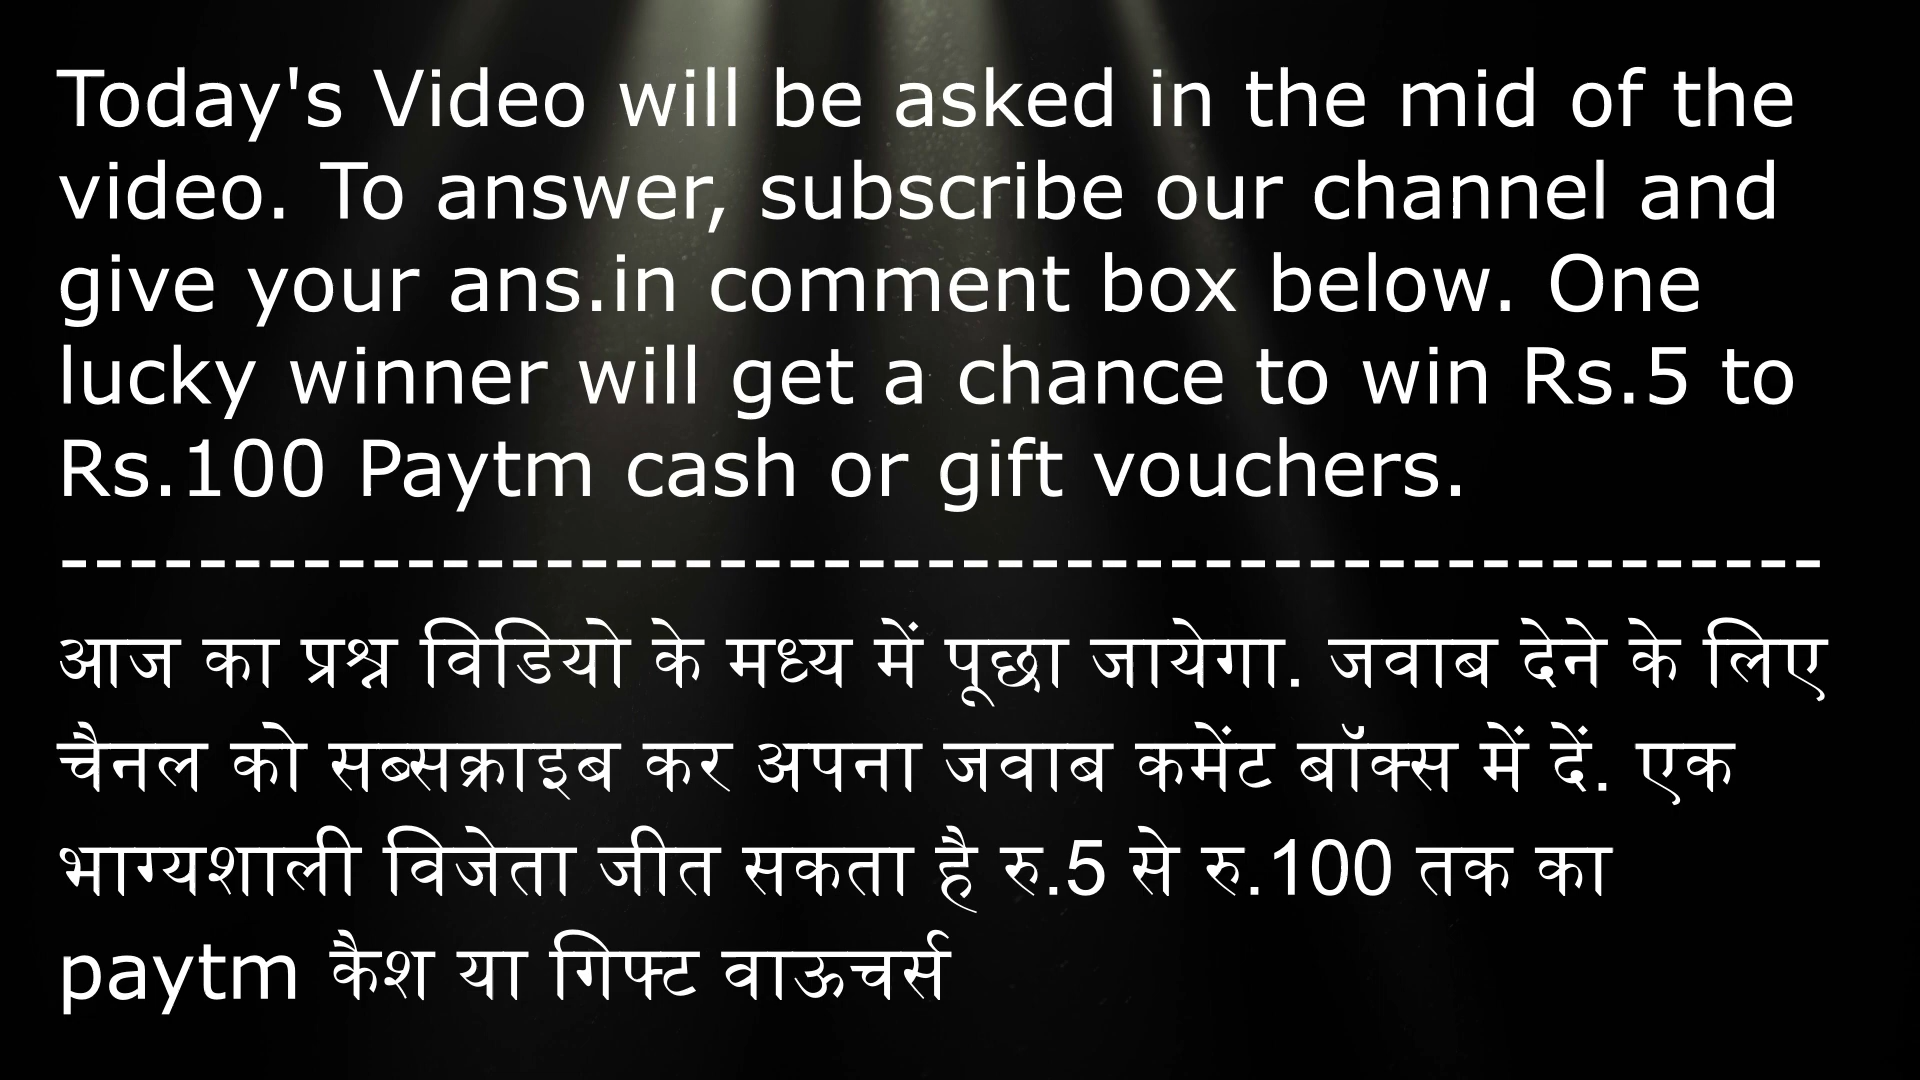 Today's Video will be asked in the mid of the
video. To answer, subscribe our channel and
give your ans.in comment box below. One
lucky winner will get a chance to win Rs.5 to
Rs.100 Paytm cash or gift vouchers.
---------------------------------------------------
आज का प्रश्न विडियो के मध्य में पूछा जायेगा. जवाब देने के लिए
चैनल को सब्सक्राइब कर अपना जवाब कमेंट बॉक्स में दें. एक
भाग्यशाली विजेता जीत सकता है रु.5 से रु.100 तक का
paytm कैश या गिफ्ट वाऊचर्स